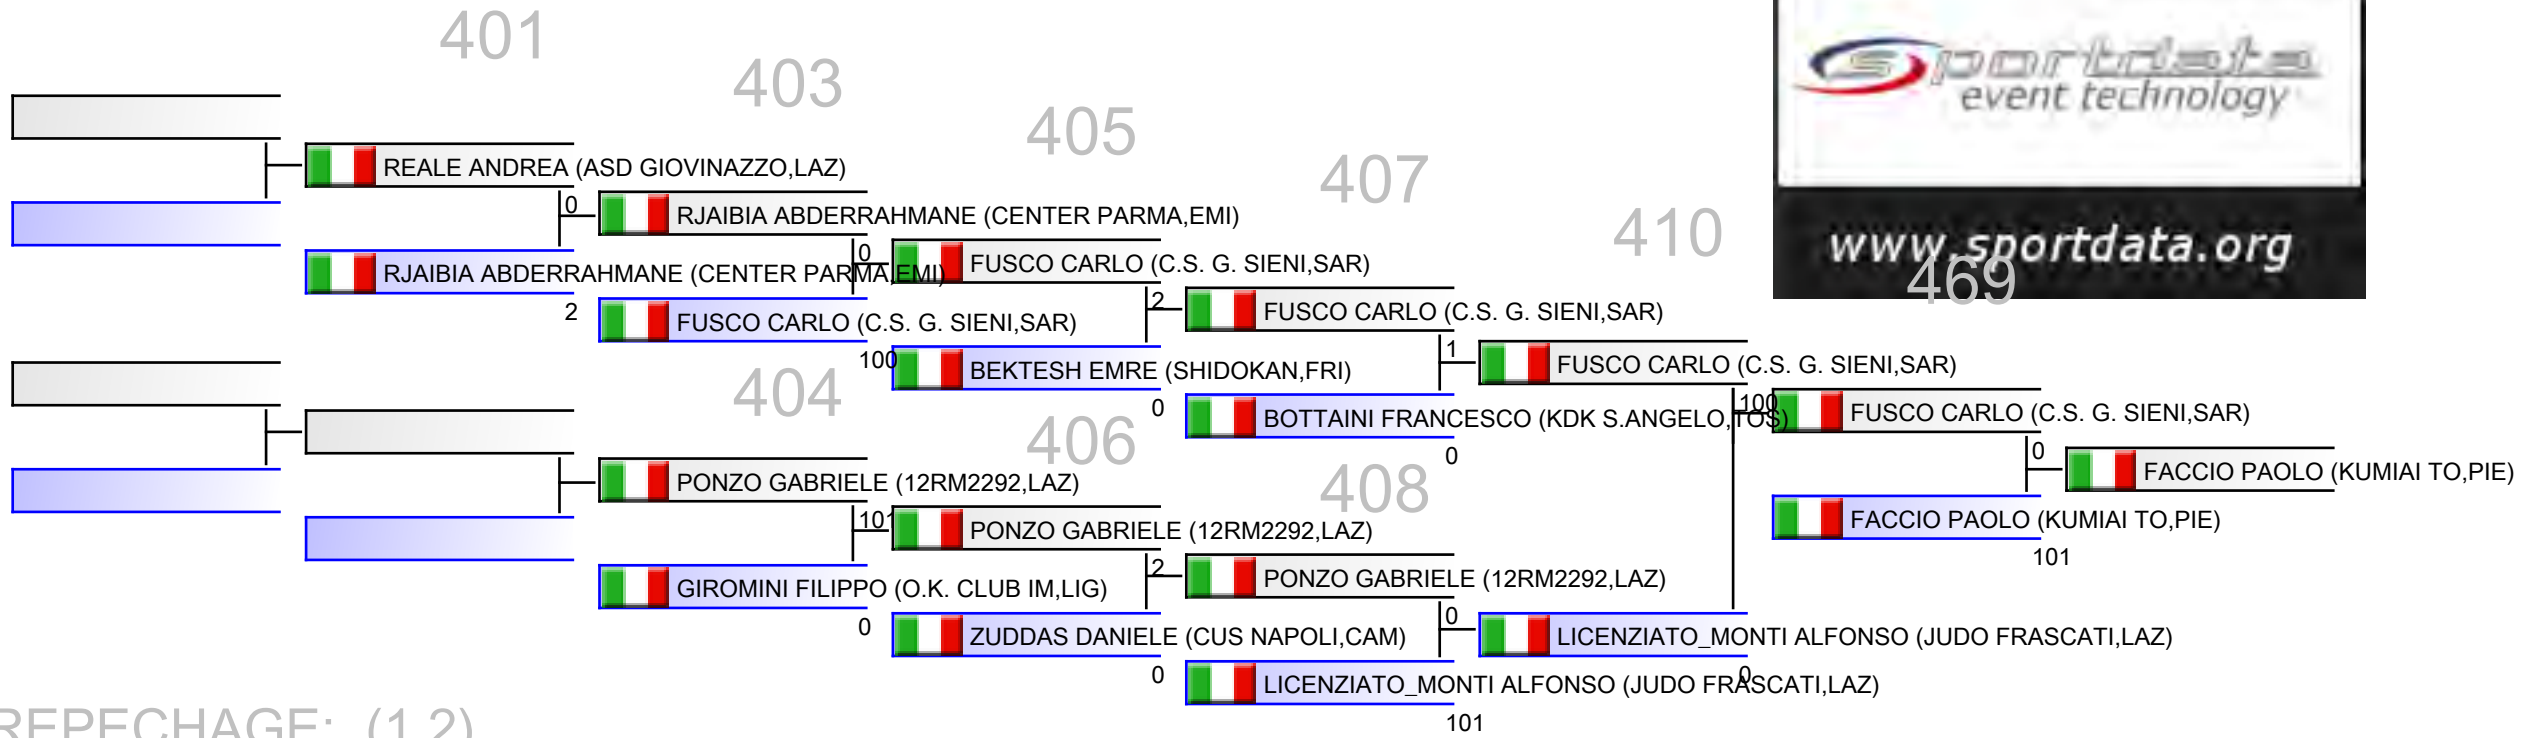 401
403
405
407
410
469
sportdata
event technology
www.sportdata.org
REALE ANDREA (ASD GIOVINAZZO,LAZ)
0
RJAIBIA ABDERRAHMANE (CENTER PARMA,EMI)
RJAIBIA ABDERRAHMANE (CENTER PARMA,EMI)
2
0
FUSCO CARLO (C.S. G. SIENI,SAR)
FUSCO CARLO (C.S. G. SIENI,SAR)
100
2
FUSCO CARLO (C.S. G. SIENI,SAR)
BEKTESH EMRE (SHIDOKAN,FRI)
0
1
FUSCO CARLO (C.S. G. SIENI,SAR)
BOTTAINI FRANCESCO (KDK S.ANGELO,TOS)
0
100
FUSCO CARLO (C.S. G. SIENI,SAR)
0
FACCIO PAOLO (KUMIAI TO,PIE)
FACCIO PAOLO (KUMIAI TO,PIE)
101
404
406
408
PONZO GABRIELE (12RM2292,LAZ)
101
PONZO GABRIELE (12RM2292,LAZ)
GIROMINI FILIPPO (O.K. CLUB IM,LIG)
0
2
PONZO GABRIELE (12RM2292,LAZ)
ZUDDAS DANIELE (CUS NAPOLI,CAM)
0
0
LICENZIATO_MONTI ALFONSO (JUDO FRASCATI,LAZ)
0
LICENZIATO_MONTI ALFONSO (JUDO FRASCATI,LAZ)
101
REPECHAGE: (1,2)